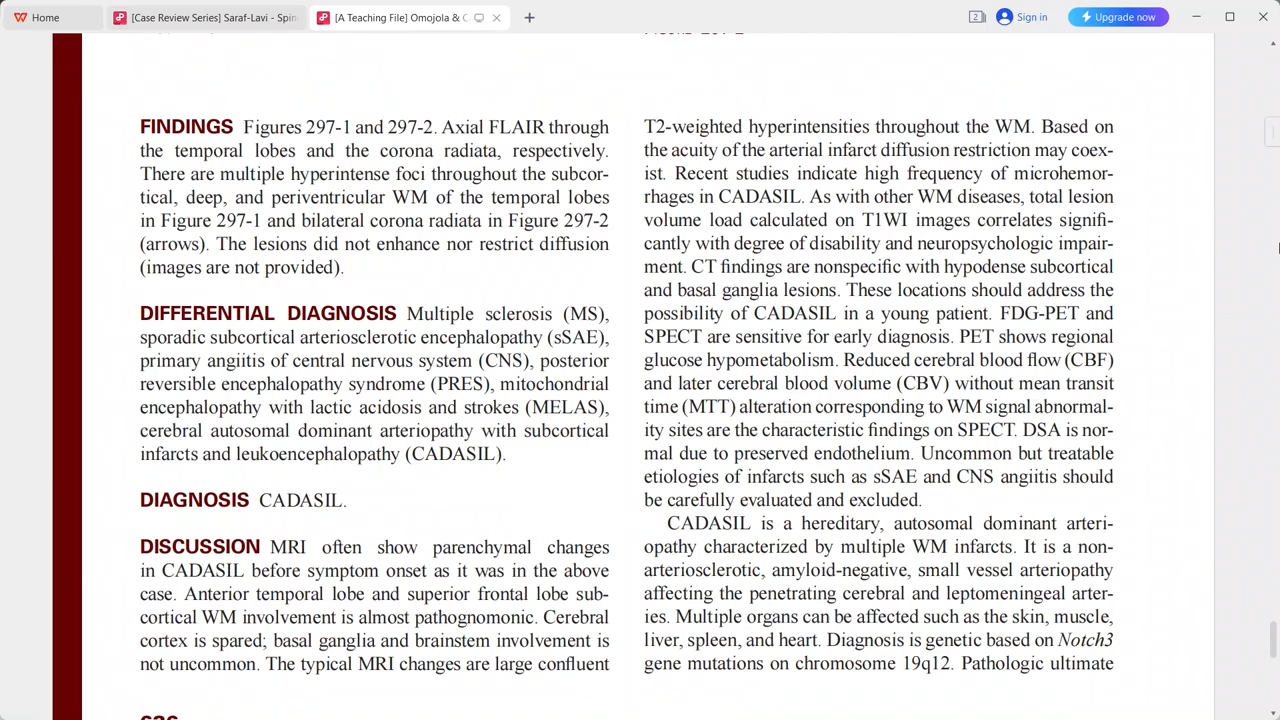 Home
[Case Review Series] Saraf-Lavi - Spin
[A Teaching File] Omojola & C
2
Sign in
Upgrade now
FINDINGS Figures 297-1 and 297-2. Axial FLAIR through
the temporal lobes and the corona radiata, respectively.
There are multiple hyperintense foci throughout the subcor-
tical, deep, and periventricular WM of the temporal lobes
in Figure 297-1 and bilateral corona radiata in Figure 297-2
(arrows). The lesions did not enhance nor restrict diffusion
(images are not provided).
DIFFERENTIAL DIAGNOSIS Multiple sclerosis (MS),
sporadic subcortical arteriosclerotic encephalopathy (sSAE),
primary angiitis of central nervous system (CNS), posterior
reversible encephalopathy syndrome (PRES), mitochondrial
encephalopathy with lactic acidosis and strokes (MELAS),
cerebral autosomal dominant arteriopathy with subcortical
infarcts and leukoencephalopathy (CADASIL).
DIAGNOSIS CADASIL.
DISCUSSION MRI often show parenchymal changes
in CADASIL before symptom onset as it was in the above
case. Anterior temporal lobe and superior frontal lobe sub-
cortical WM involvement is almost pathognomonic. Cerebral
cortex is spared; basal ganglia and brainstem involvement is
not uncommon. The typical MRI changes are large confluent
T2-weighted hyperintensities throughout the WM. Based on
the acuity of the arterial infarct diffusion restriction may coex-
ist. Recent studies indicate high frequency of microhemor-
rhages in CADASIL. As with other WM diseases, total lesion
volume load calculated on T1WI images correlates signifi-
cantly with degree of disability and neuropsychologic impair-
ment. CT findings are nonspecific with hypodense subcortical
and basal ganglia lesions. These locations should address the
possibility of CADASIL in a young patient. FDG-PET and
SPECT are sensitive for early diagnosis. PET shows regional
glucose hypometabolism. Reduced cerebral blood flow (CBF)
and later cerebral blood volume (CBV) without mean transit
time (MTT) alteration corresponding to WM signal abnormal-
ity sites are the characteristic findings on SPECT. DSA is nor-
mal due to preserved endothelium. Uncommon but treatable
etiologies of infarcts such as sSAE and CNS angiitis should
be carefully evaluated and excluded.
CADASIL is a hereditary, autosomal dominant arteri-
opathy characterized by multiple WM infarcts. It is a non-
arteriosclerotic, amyloid-negative, small vessel arteriopathy
affecting the penetrating cerebral and leptomeningeal arter-
ies. Multiple organs can be affected such as the skin, muscle,
liver, spleen, and heart. Diagnosis is genetic based on Notch3
gene mutations on chromosome 19q12. Pathologic ultimate